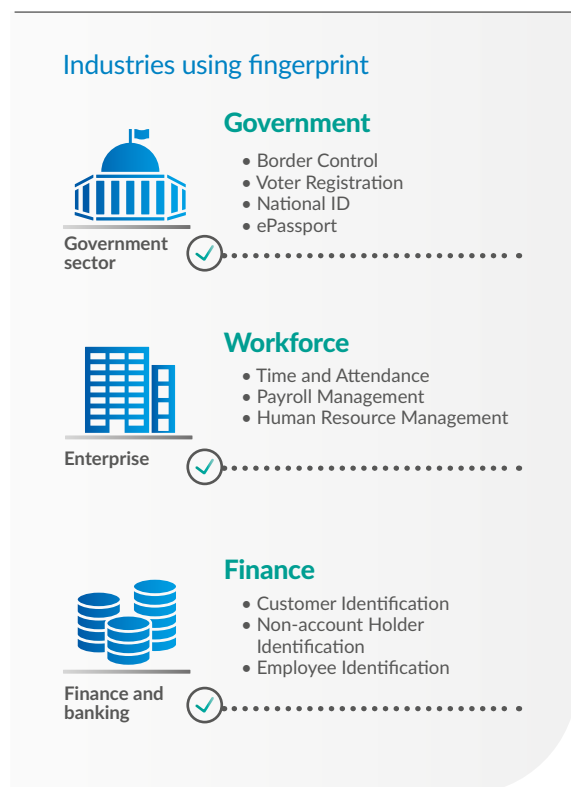 Industries using fingerprint
Government
• Border Control
• Voter Registration
• National ID
• ePassport
Government
sector
Workforce
• Time and Attendance
• Payroll Management
• Human Resource Management
Enterprise
Finance
• Customer Identification
• Non-account Holder
Identification
• Employee Identification
Finance and
banking